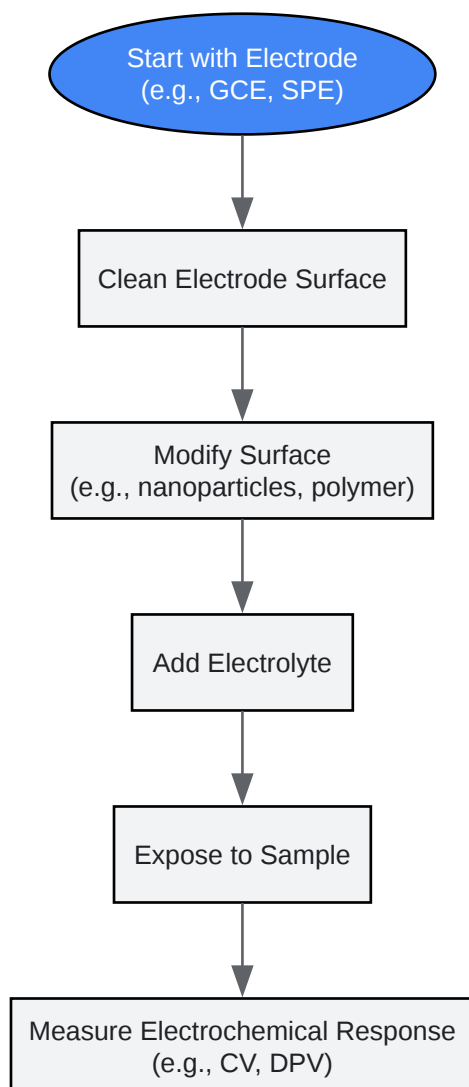 Start with Electrode
(e.g., GCE, SPE)
Clean Electrode Surface
Modify Surface
(e.g., nanoparticles, polymer)
Add Electrolyte
Expose to Sample
Measure Electrochemical Response
(e.g., CV, DPV)